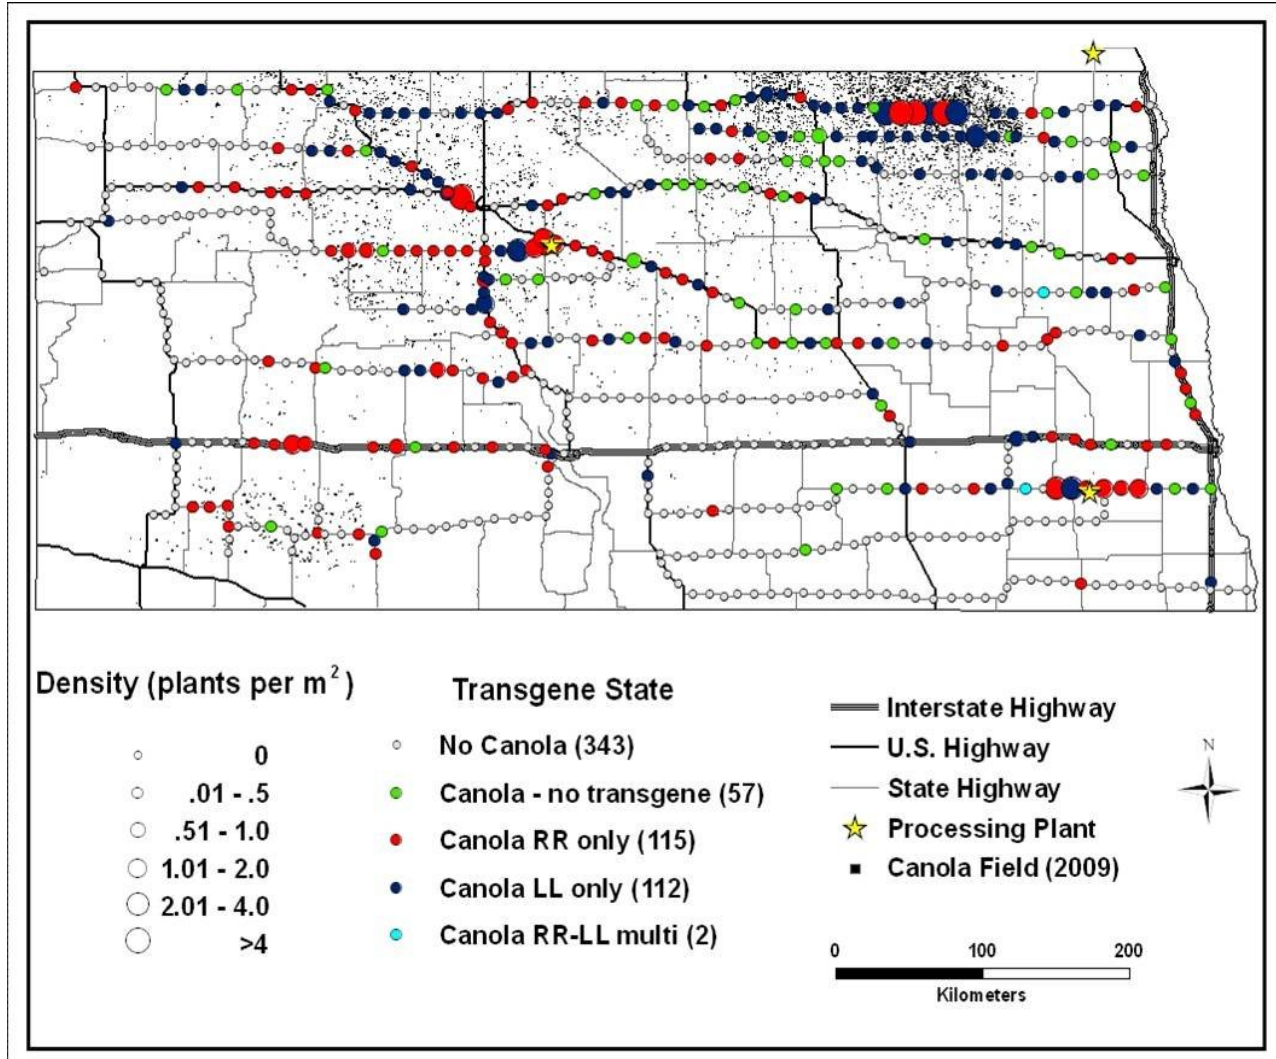 Density (plants per m²)
0
.01 - .5
.51 - 1.0
1.01 - 2.0
2.01 - 4.0
>4
Transgene State
No Canola (343)
Canola - no transgene (57)
Canola RR only (115)
Canola LL only (112)
Canola RR-LL multi (2)
Interstate Highway
U.S. Highway
State Highway
Processing Plant
Canola Field (2009)
N
0 100 200
Kilometers